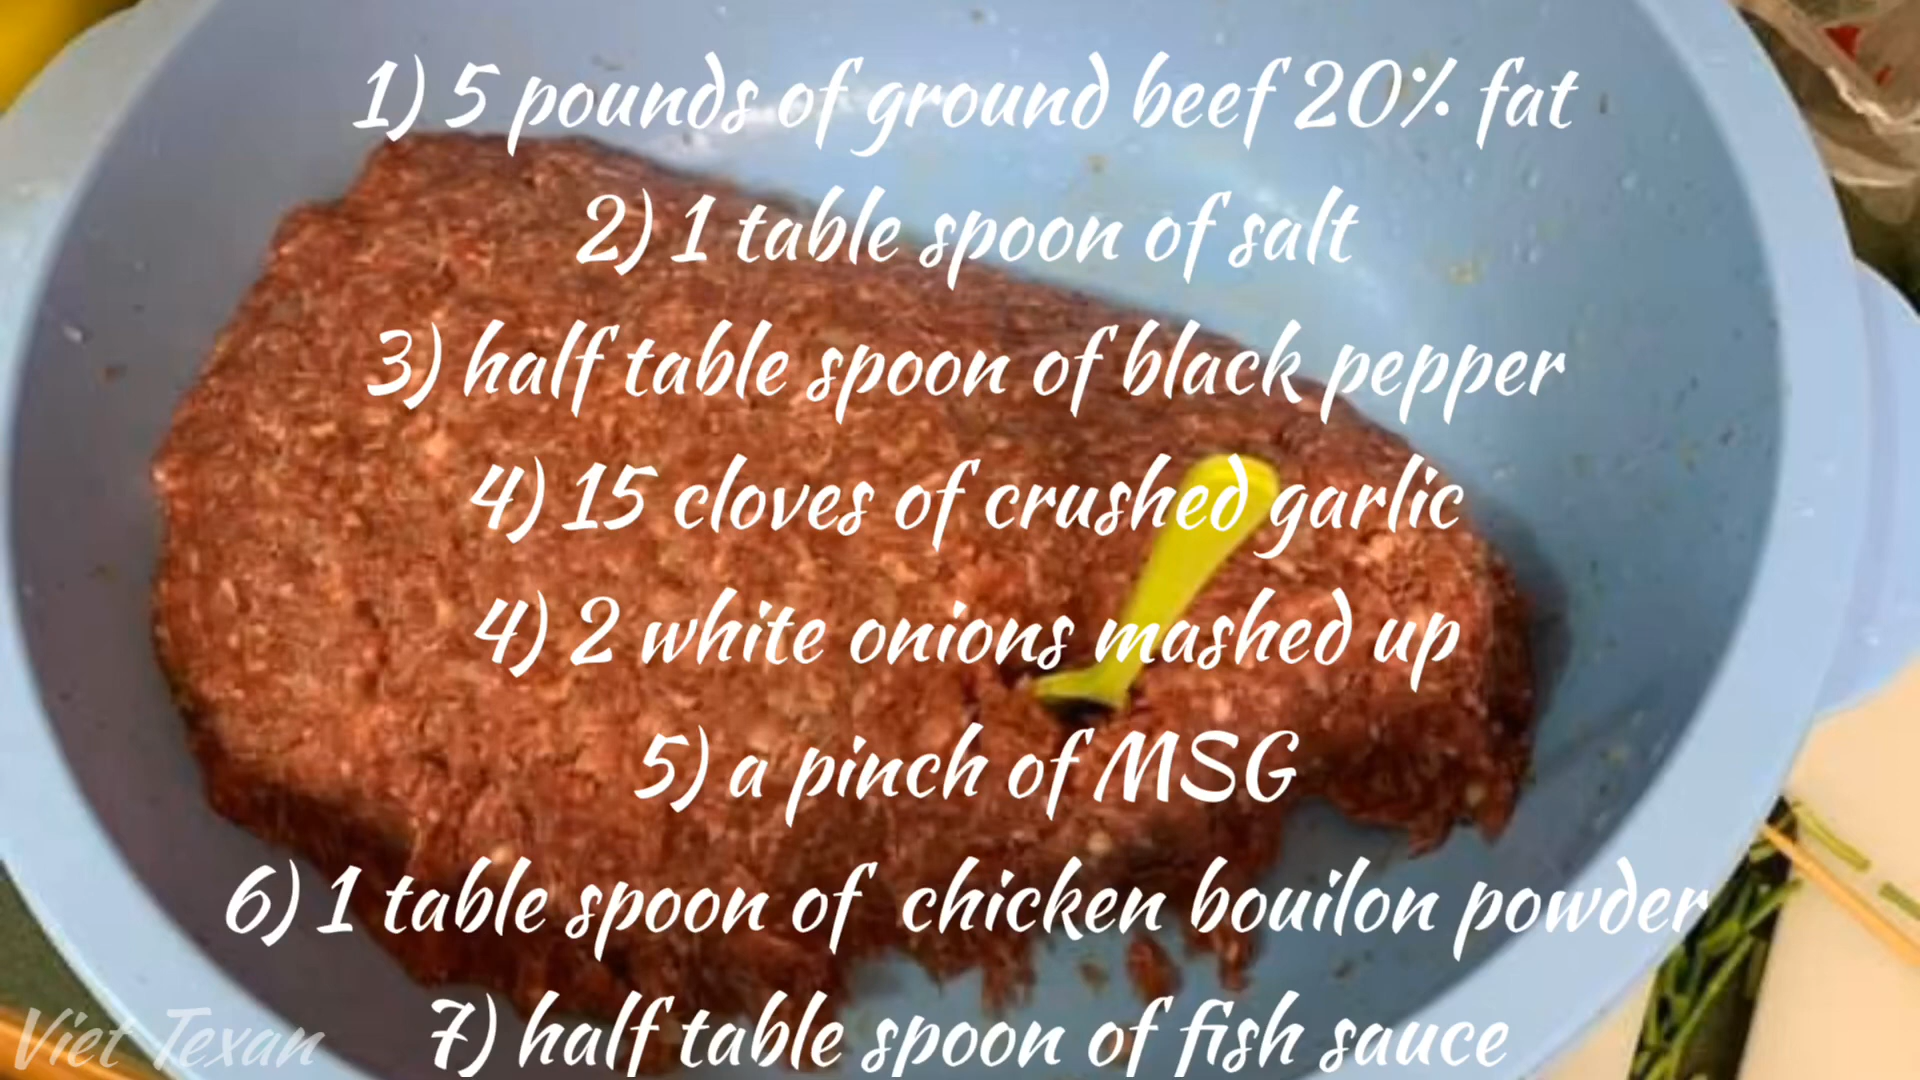 1) 5 pounds of ground beef 20% fat
2) 1 table spoon of salt
3) half table spoon of black pepper
4) 15 cloves of crushed garlic
4) 2 white onions mashed up
5) a pinch of MSG
6) 1 table spoon of  chicken bouilon powder
7) half table spoon of fish sauce
Viet Texan